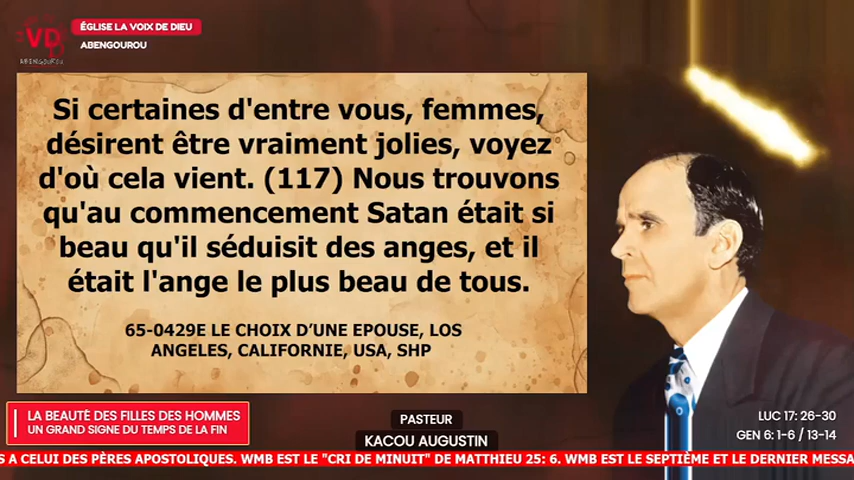 VD
ABENGOUROU
ÉGLISE LA VOIX DE DIEU
ABENGOUROU
Si certaines d'entre vous, femmes,
désirent être vraiment jolies, voyez
d'où cela vient. (117) Nous trouvons
qu'au commencement Satan était si
beau qu'il séduisit des anges, et il
était l'ange le plus beau de tous.
65-0429E LE CHOIX D’UNE EPOUSE, LOS
ANGELES, CALIFORNIE, USA, SHP
LA BEAUTÉ DES FILLES DES HOMMES
UN GRAND SIGNE DU TEMPS DE LA FIN
PASTEUR
KACOU AUGUSTIN
LUC 17: 26-30
GEN 6: 1-6 / 13-14
S A CELUI DES PÈRES APOSTOLIQUES. WMB EST LE "CRI DE MINUIT" DE MATTHIEU 25: 6. WMB EST LE SEPTIÈME ET LE DERNIER MESSA